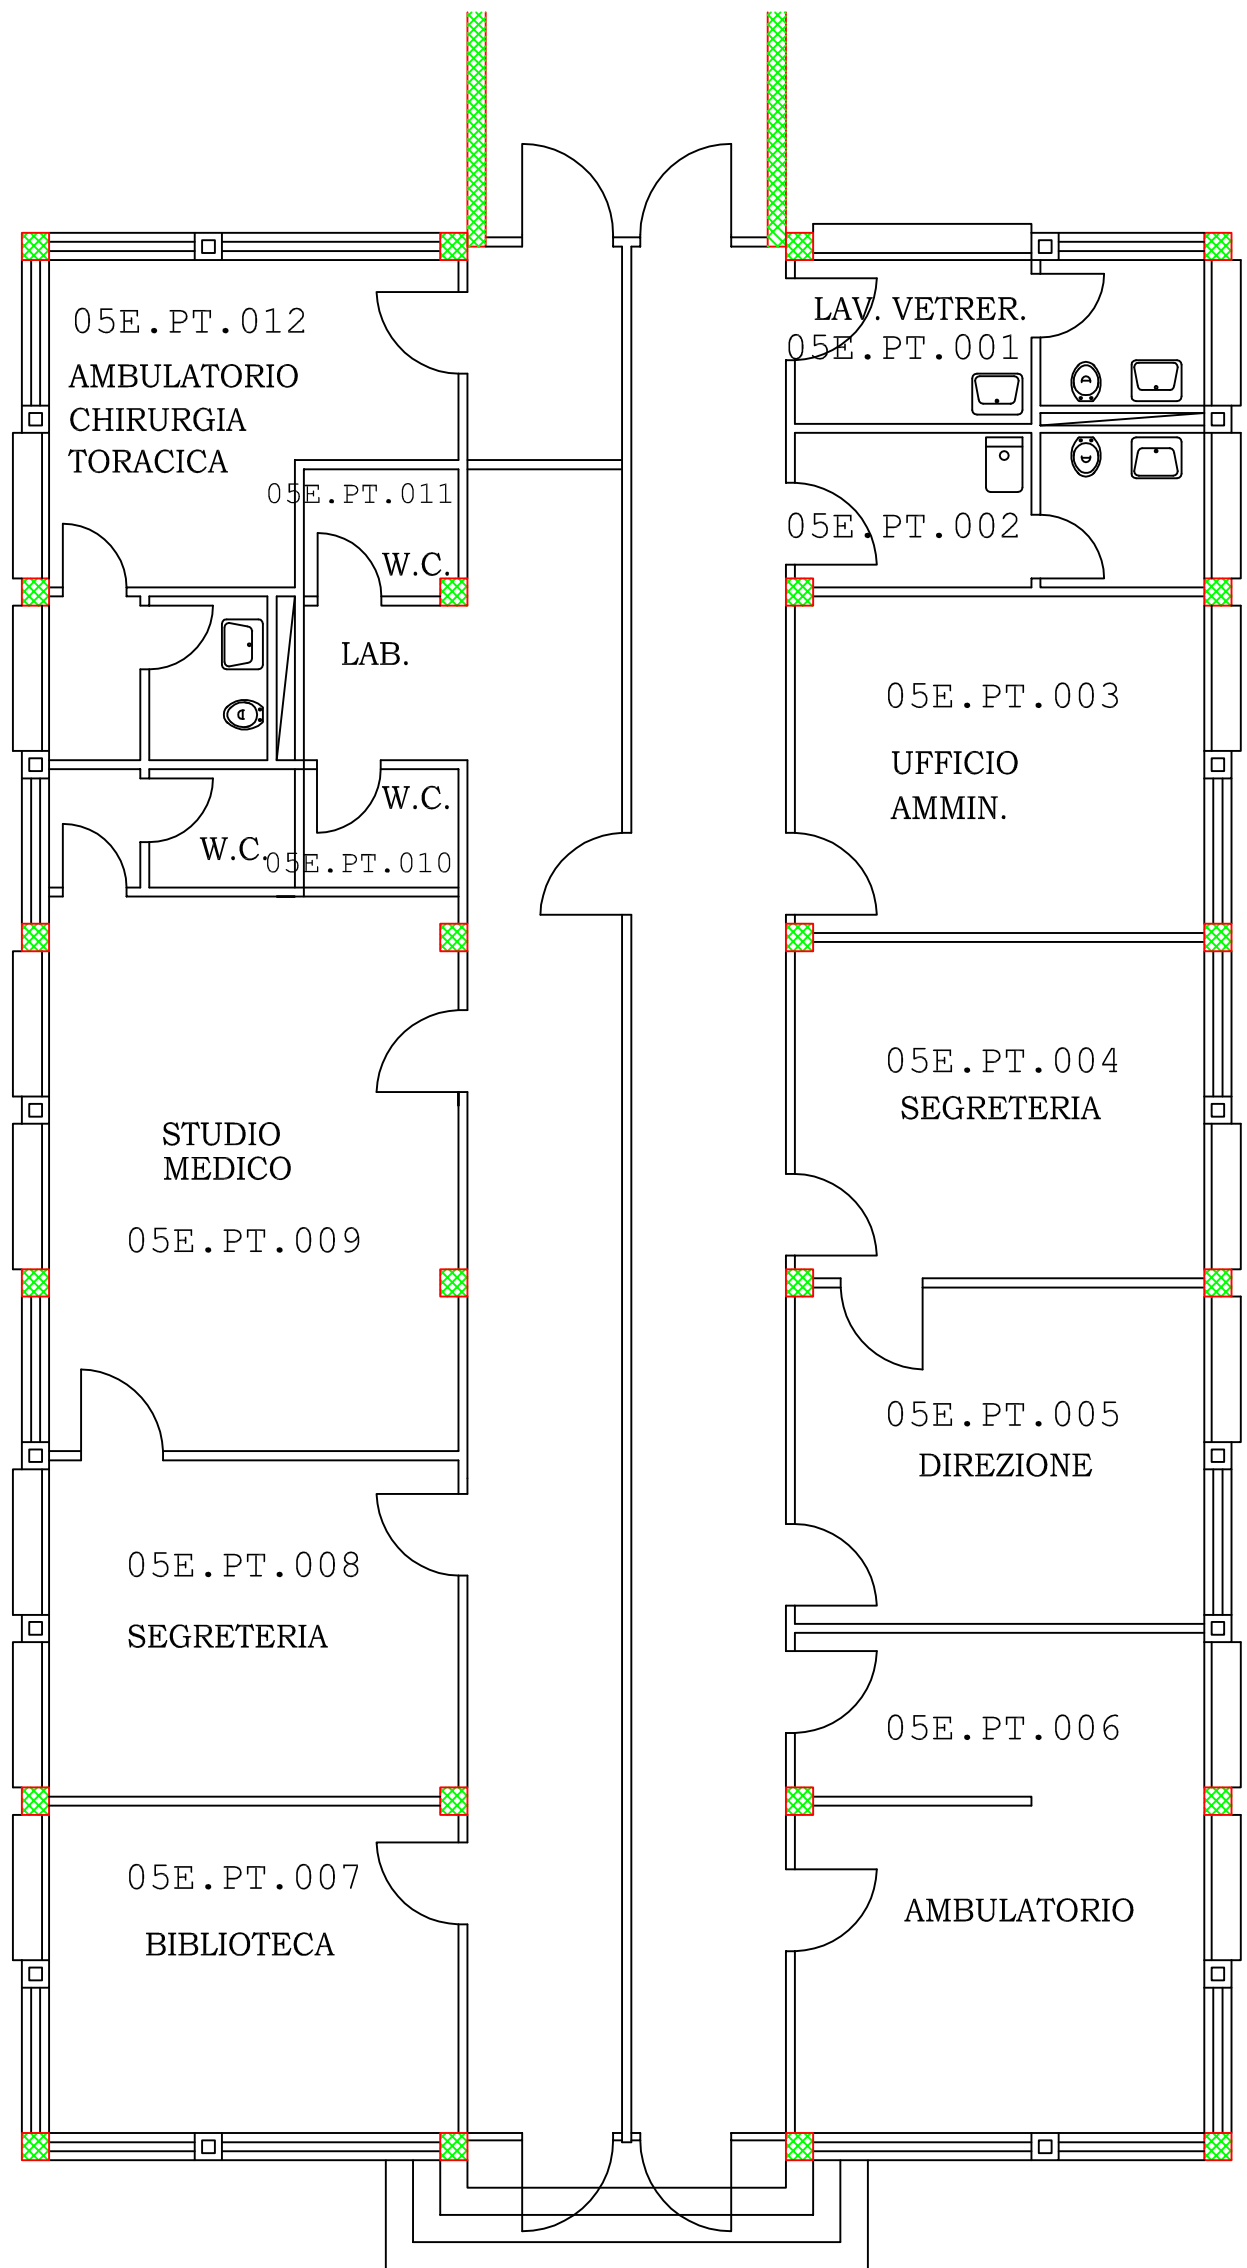 05E.PT.012
AMBULATORIO
CHIRURGIA
TORACICA
05E.PT.011
W.C.
LAB.
W.C.
W.C.
05E.PT.010
STUDIO
MEDICO
05E.PT.009
05E.PT.008
SEGRETERIA
05E.PT.007
BIBLIOTECA
LAV. VETRER.
05E.PT.001
05E.PT.002
05E.PT.003
UFFICIO
AMMIN.
05E.PT.004
SEGRETERIA
05E.PT.005
DIREZIONE
05E.PT.006
AMBULATORIO